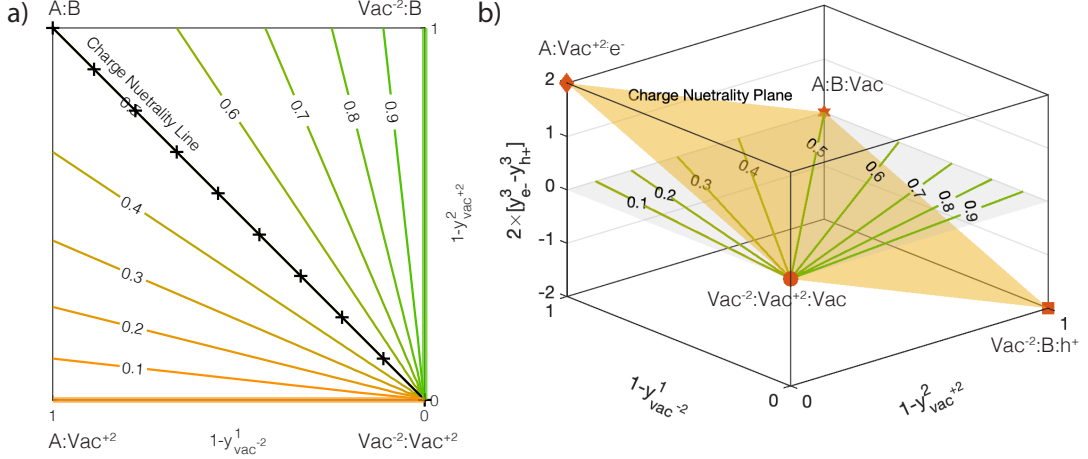 a)
A:B
Vac⁻²:B
1
Charge Nuetrality Line
0.5
0.6
0.7
0.8
0.9
0.4
0.3
0.2
0.1
1-y²vac⁺²
0
1
0
A:Vac⁺²
1-y¹vac⁻²
Vac⁻²:Vac⁺²
b)
A:Vac⁺²:e⁻
Charge Nuetrality Plane
A:B:Vac
2
1
0
-1
-2
2×[y³e⁻-y³h+]
0.1
0.2
0.3
0.4
0.5
0.6
0.7
0.8
0.9
Vac⁻²:Vac⁺²:Vac
Vac⁻²:B:h⁺
1
0
0
1
1-y¹vac⁻²
1-y²vac⁺²